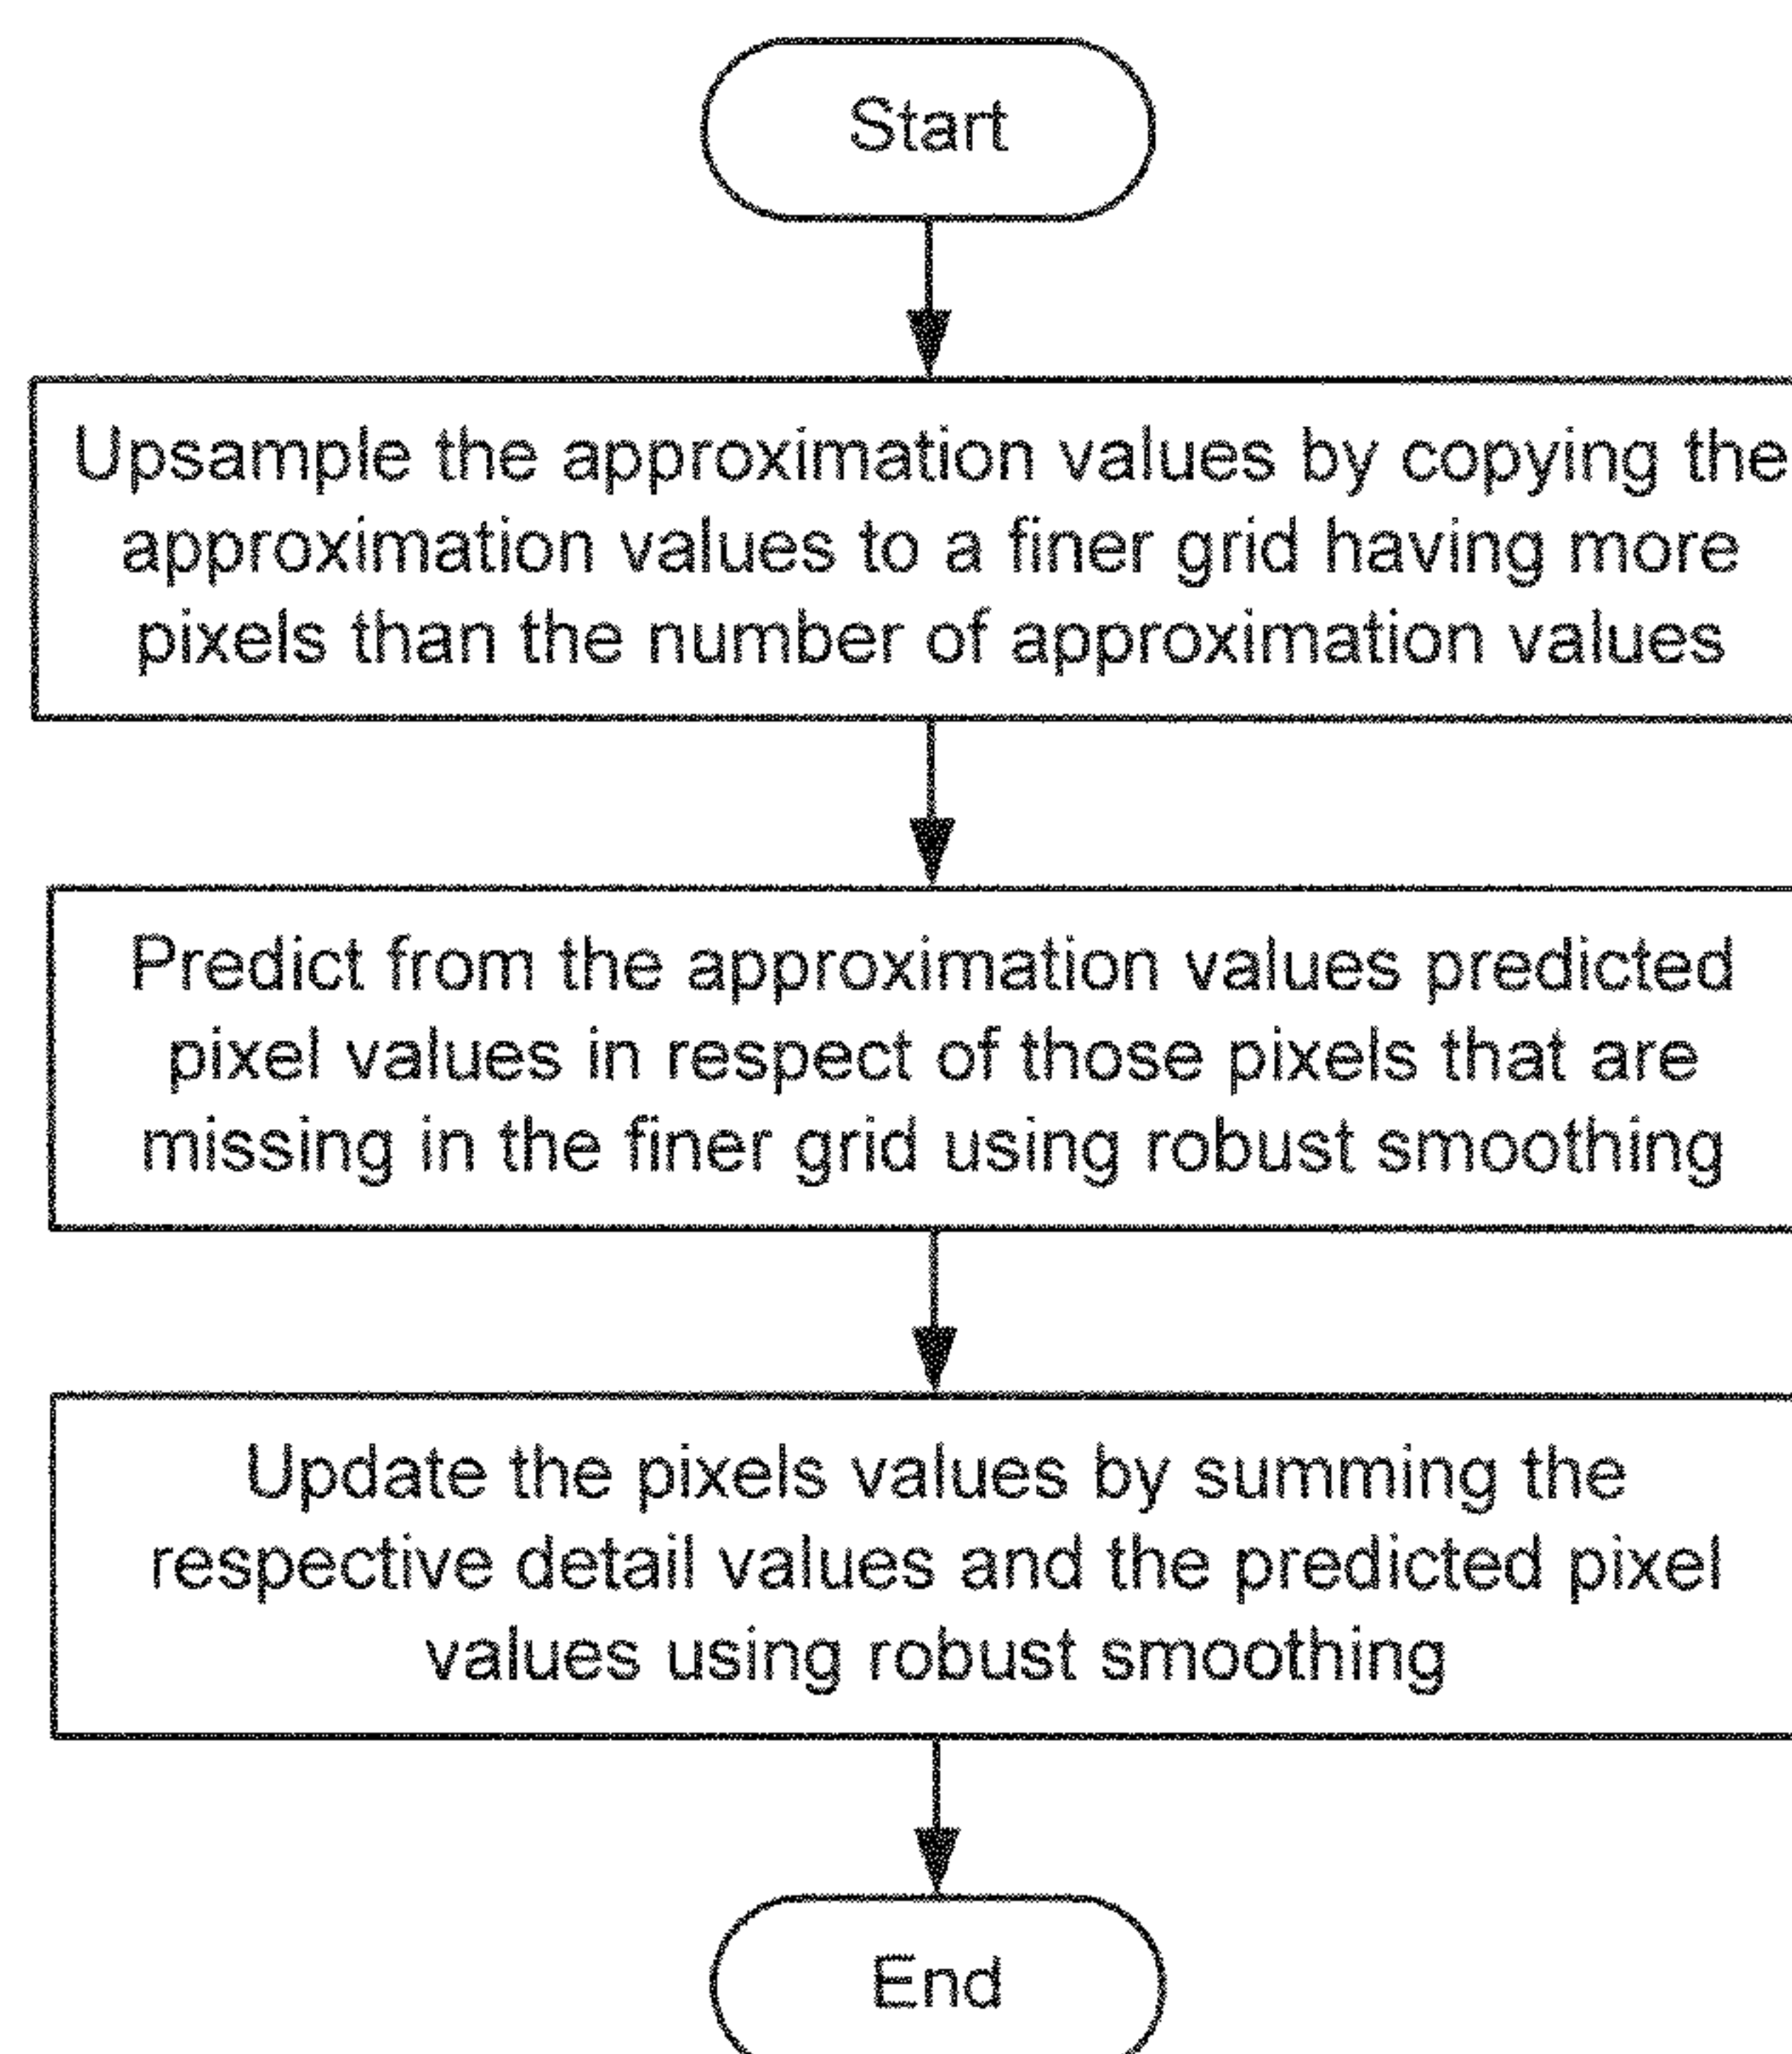 Start
Upsample the approximation values by copying the
approximation values to a finer grid having more
pixels than the number of approximation values
Predict from the approximation values predicted
pixel values in respect of those pixels that are
missing in the finer grid using robust smoothing
Update the pixels values by summing the
respective detail values and the predicted pixel
values using robust smoothing
End